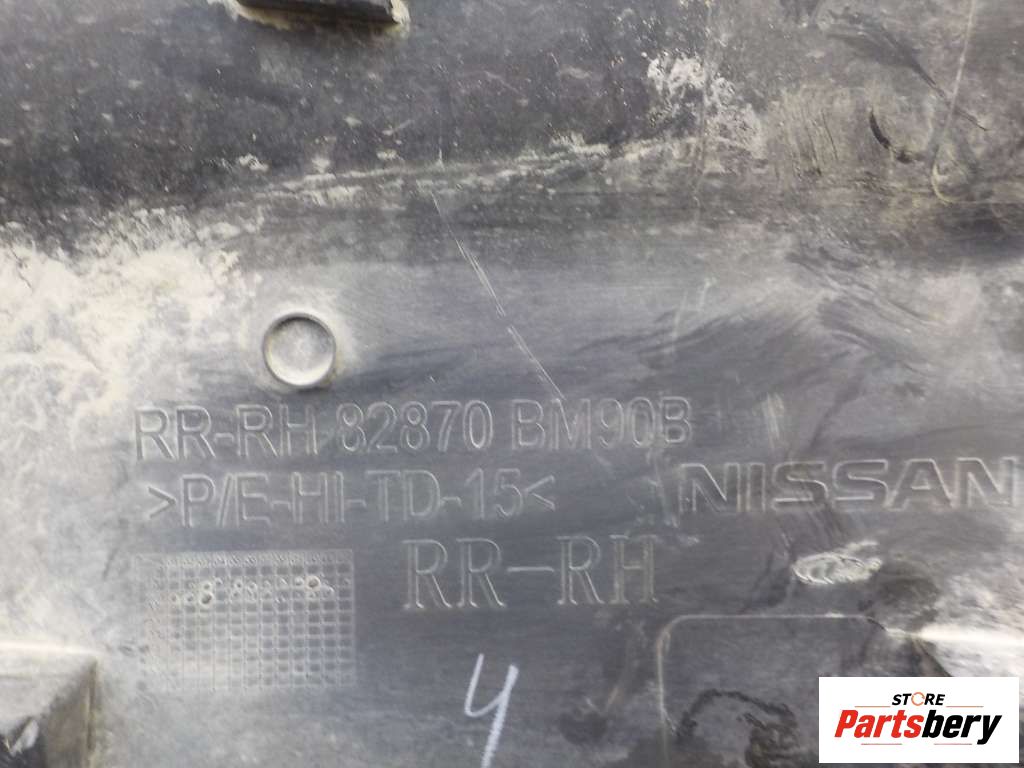 RR-RH 82870 BM90B
>P/E-HI-TD-15<
NISSAN
RR-RH
4
STORE
Partsbery